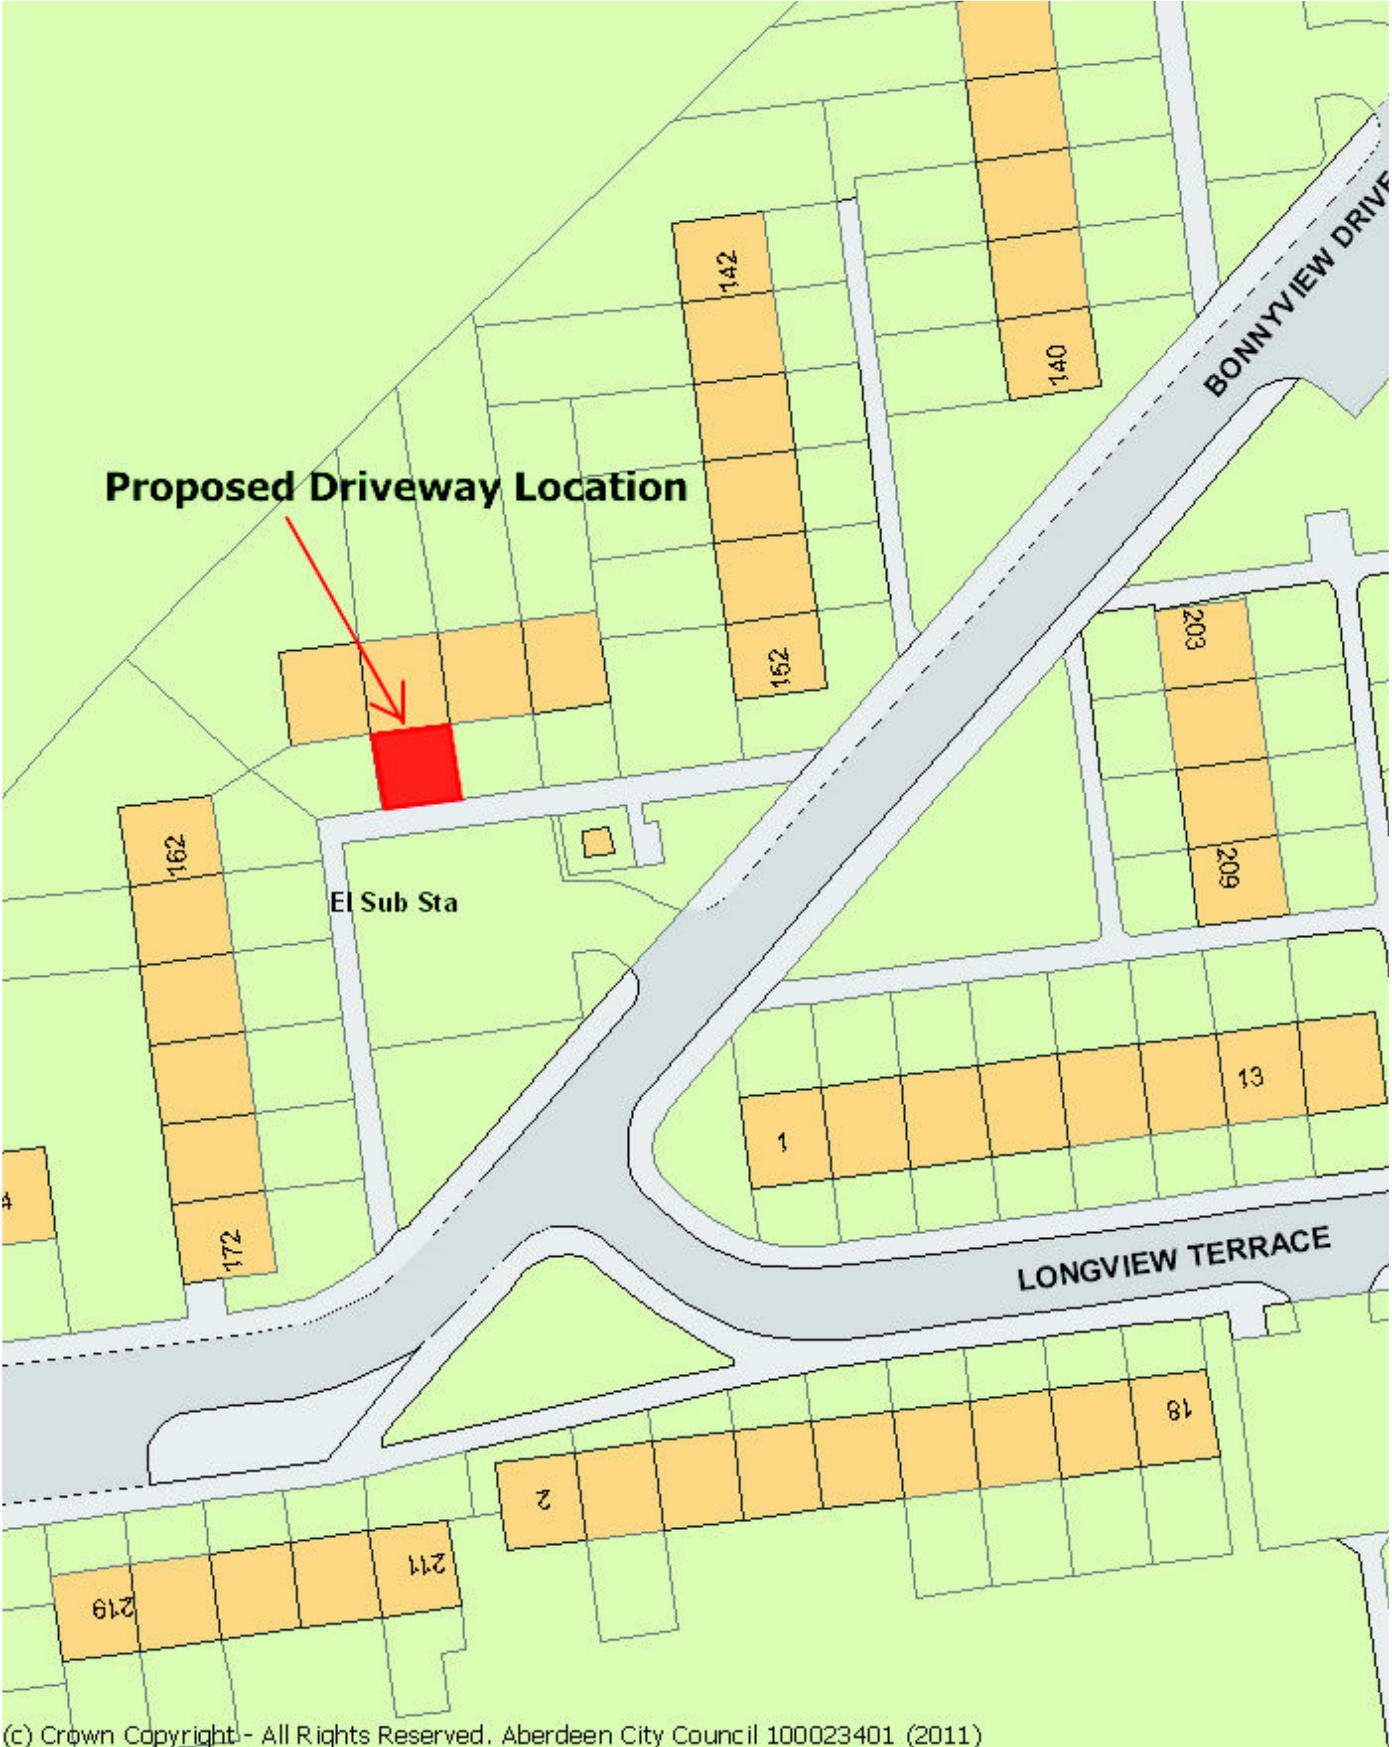 142
140
BONNYVIEW DRIVE
Proposed Driveway Location
152
203
209
162
El Sub Sta
1
13
4
172
LONGVIEW TERRACE
18
2
211
219
(c) Crown Copyright - All Rights Reserved. Aberdeen City Council 100023401 (2011)